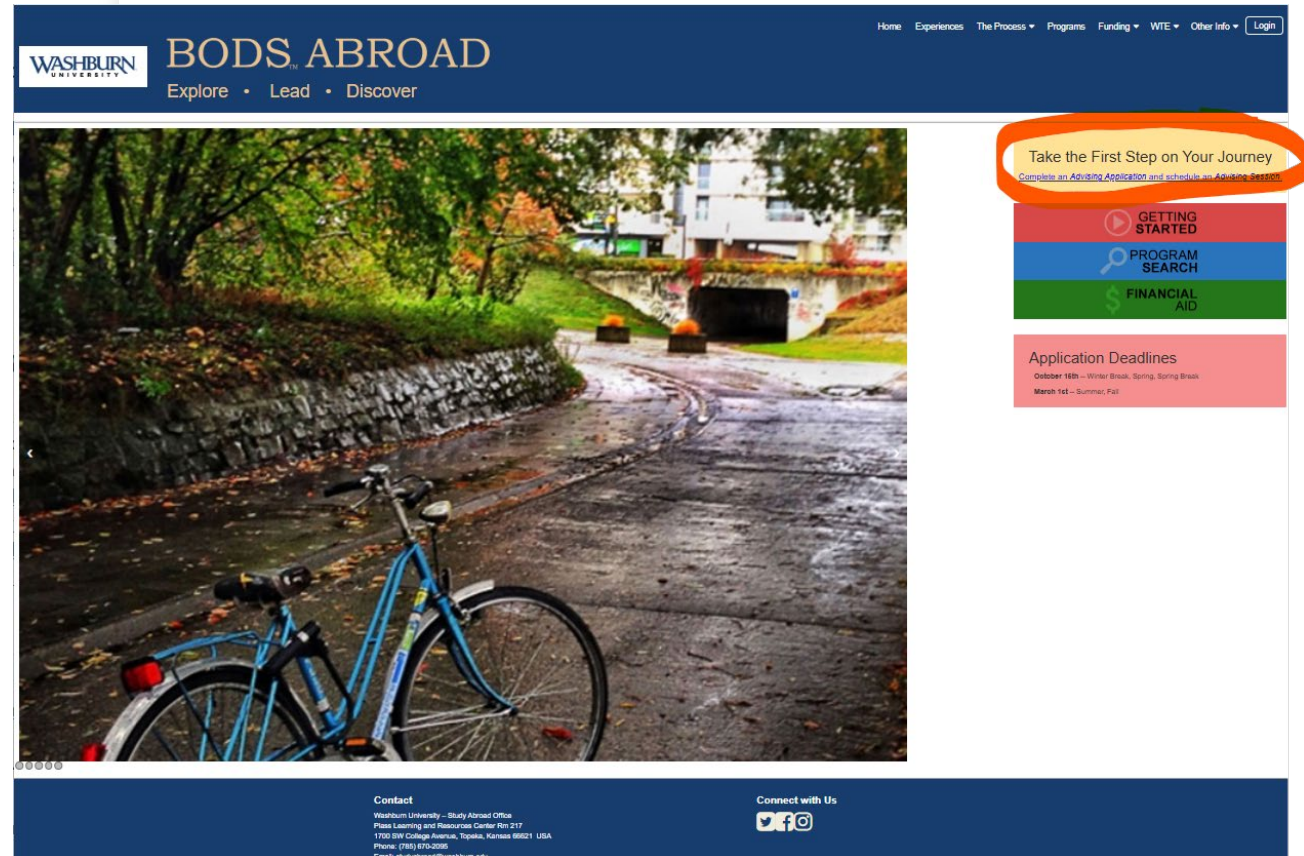 Home Experiences The Process Programs Funding WTE Other Info Login
WASHBURN
UNIVERSITY
BODS™ ABROAD
Explore • Lead • Discover
Take the First Step on Your Journey
Complete an Advising Application and schedule an Advising Session.
GETTING
STARTED
PROGRAM
SEARCH
FINANCIAL
AID
Application Deadlines
October 15th – Winter Break, Spring, Spring Break
March 1st – Summer, Fall
Contact
Washburn University – Study Abroad Office
Plass Learning and Resources Center Rm 217
1700 SW College Avenue, Topeka, Kansas 66621 USA
Phone: (785) 670-2095
Connect with Us